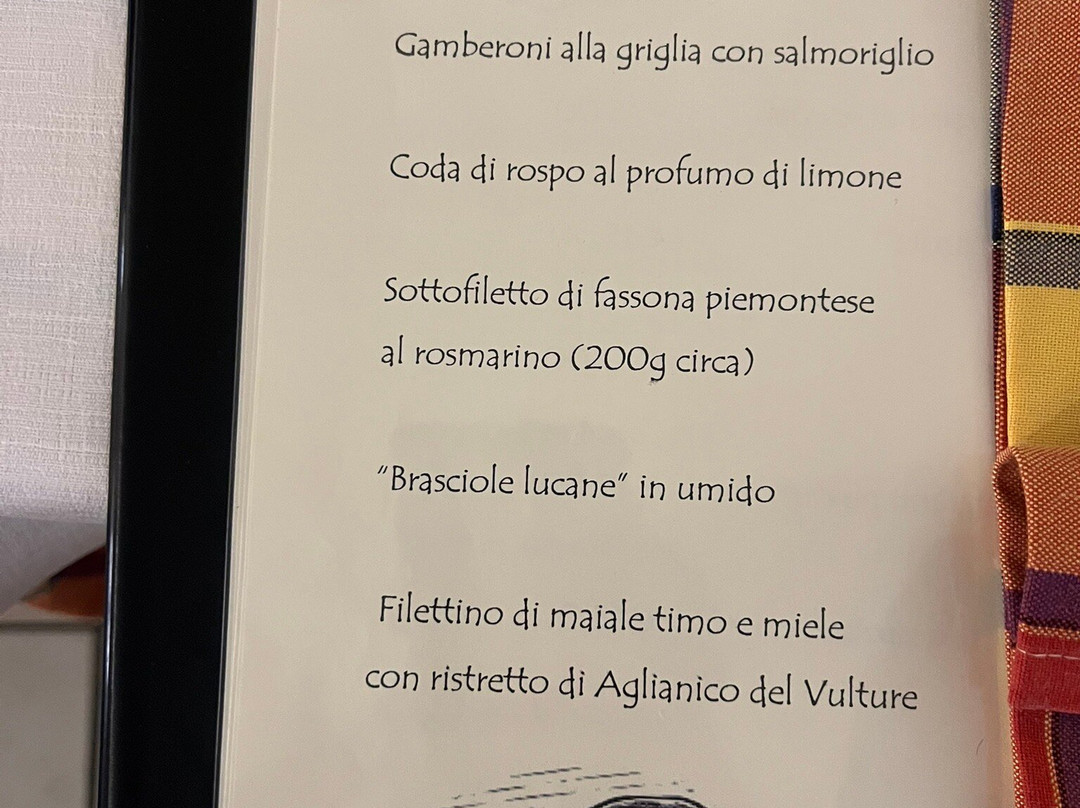 Gamberoni alla griglia con salmoriglio
Coda di rospo al profumo di limone
Sottofiletto di fassona piemontese
al rosmarino (200g circa)
"Brasciole lucane" in umido
Filettino di maiale timo e miele
con ristretto di Aglianico del Vulture